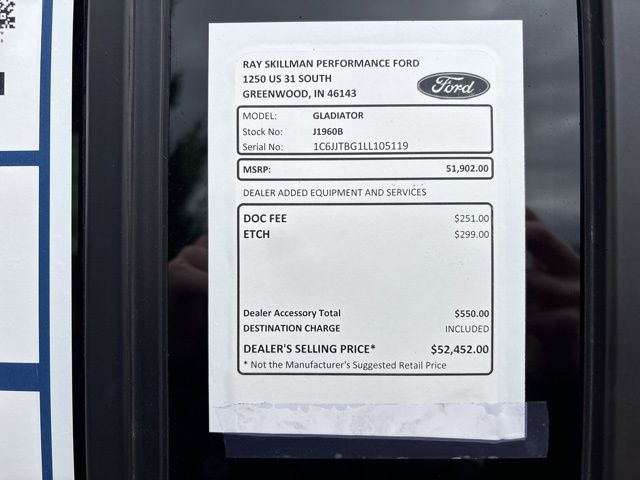 RAY SKILLMAN PERFORMANCE FORD
1250 US 31 SOUTH
GREENWOOD, IN 46143
Ford
MODEL: GLADIATOR
Stock No: J1960B
Serial No: 1C6JJTBG1LL105119
MSRP: 51,902.00
DEALER ADDED EQUIPMENT AND SERVICES
DOC FEE $251.00
ETCH $299.00
Dealer Accessory Total $550.00
DESTINATION CHARGE INCLUDED
DEALER'S SELLING PRICE* $52,452.00
* Not the Manufacturer's Suggested Retail Price